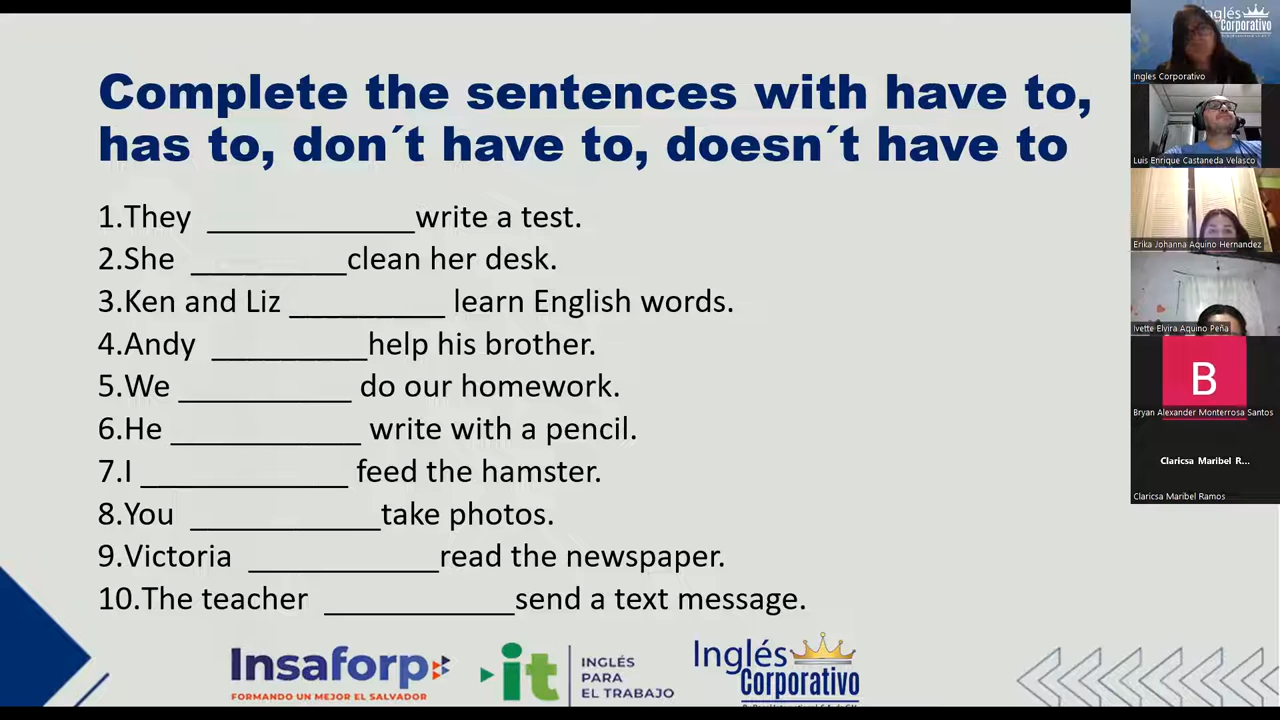 Complete the sentences with have to,
has to, don´t have to, doesn´t have to
1.They _____________write a test.
2.She __________clean her desk.
3.Ken and Liz __________ learn English words.
4.Andy __________help his brother.
5.We ___________ do our homework.
6.He ____________ write with a pencil.
7.I _____________ feed the hamster.
8.You ____________take photos.
9.Victoria ____________read the newspaper.
10.The teacher ____________send a text message.
Insaforp
FORMANDO UN MEJOR EL SALVADOR
it
INGLÉS
PARA
EL TRABAJO
Inglés
Corporativo
Inglés
Corporativo
Ingles Corporativo
Luis Enrique Castaneda Velasco
Erika Johanna Aquino Hernandez
Ivette Elvira Aquino Peña
B
Bryan Alexander Monterrosa Santos
Claricsa Maribel R...
Claricsa Maribel Ramos